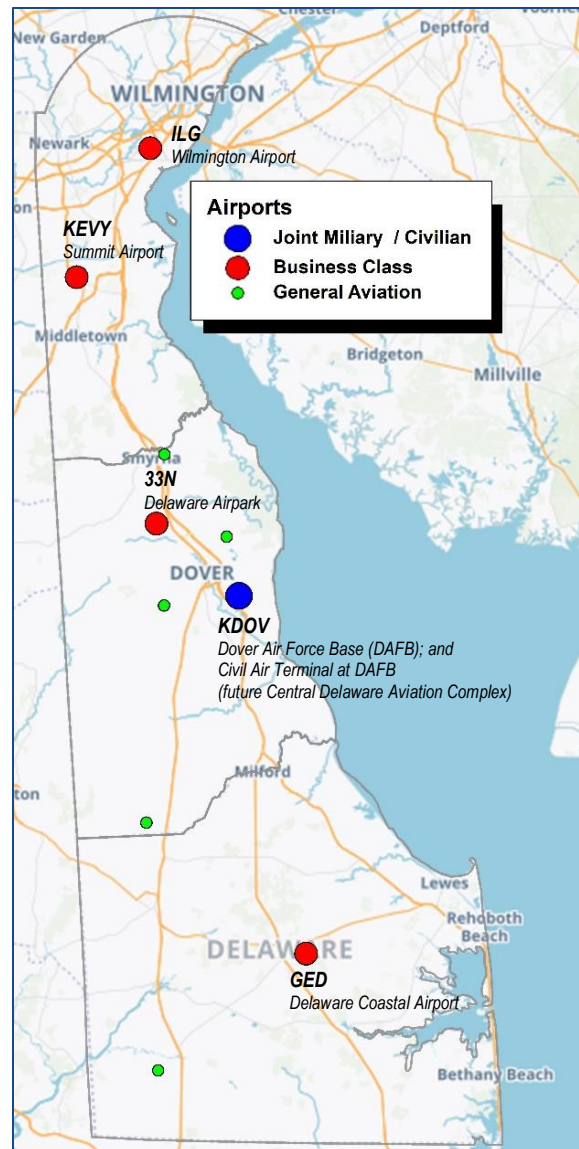 Chester
New Garden
Deptford
WILMINGTON
ILG
Wilmington Airport
Newark
Airports
Joint Miliary / Civilian
Business Class
General Aviation
KEVY
Summit Airport
Middletown
Bridgeton
Millville
Smyrna
33N
Delaware Airpark
DOVER
KDOV
Dover Air Force Base (DAFB); and
Civil Air Terminal at DAFB
(future Central Delaware Aviation Complex)
Milford
ton
Lewes
Rehoboth
Beach
DELAWARE
GED
Delaware Coastal Airport
Bethany Beach